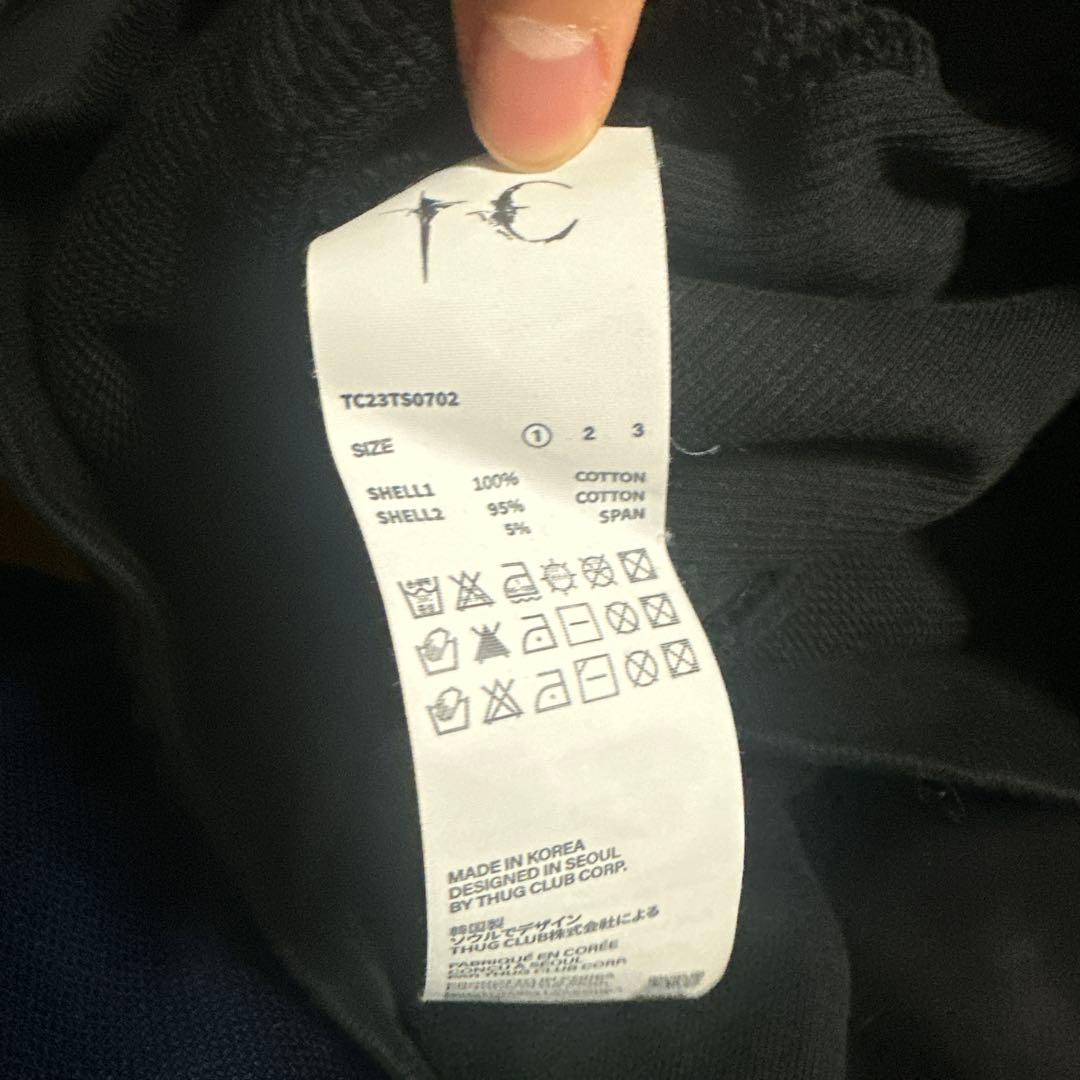 TC
TC23TS0702
SIZE ① 2 3
SHELL1 100% COTTON
SHELL2 95% COTTON
5% SPAN
MADE IN KOREA
DESIGNED IN SEOUL
BY THUG CLUB CORP.
韓国製
ソウルでデザイン
THUG CLUB株式会社による
FABRIQUÉ EN CORÉE
CONÇU À SÉOUL
PAR THUG CLUB CORP.